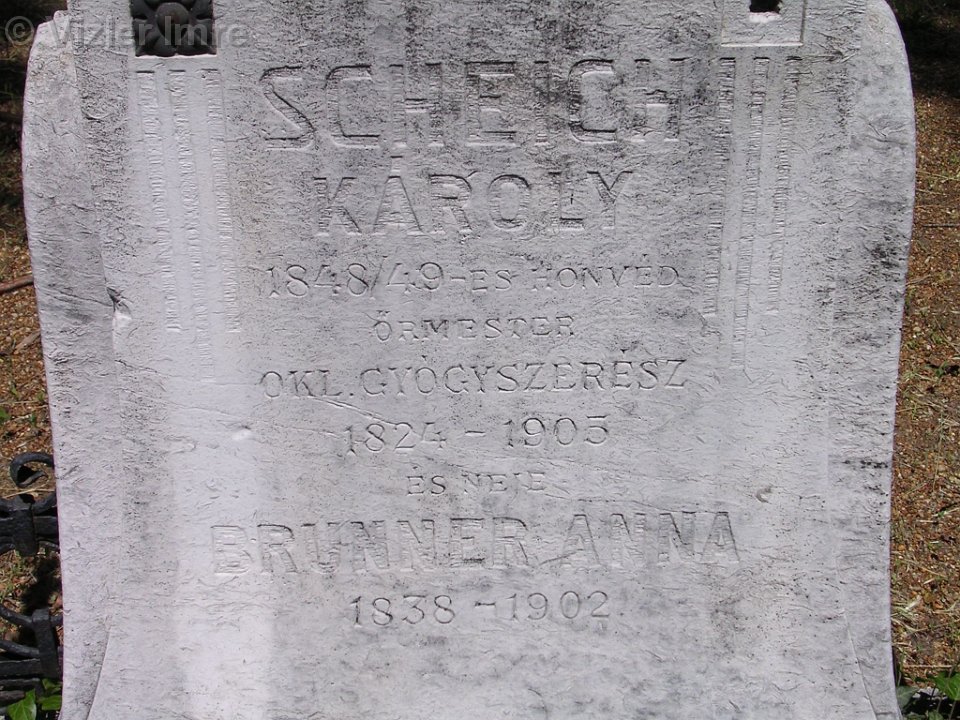 © Vizler Imre
SCHEICH
KÁROLY
1848/49-ES HONVÉD
ŐRMESTER
OKL. GYÓGYSZERÉSZ
1824 - 1905
ÉS NEJE
BRUNNER ANNA
1838 - 1902